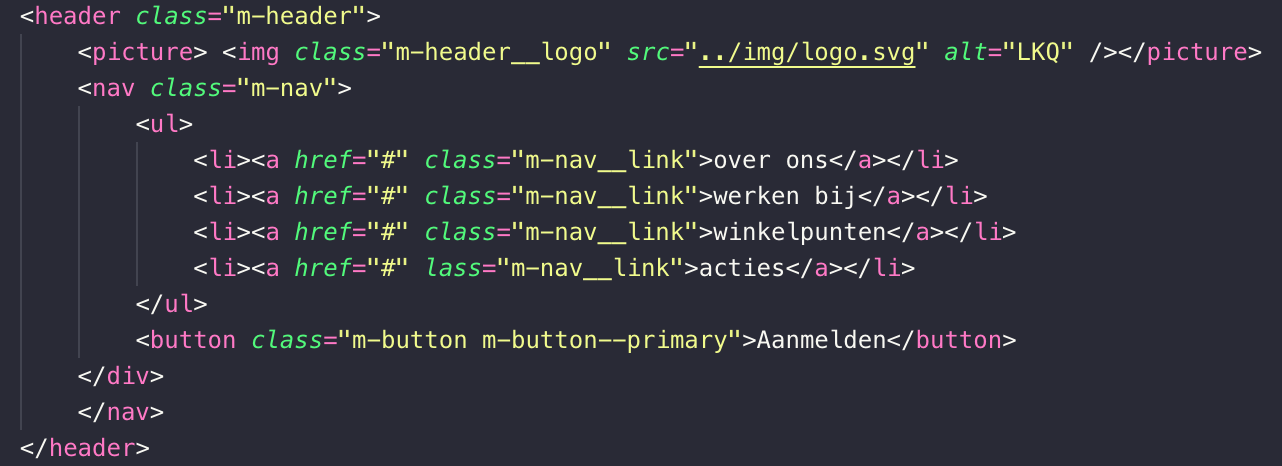 <header class="m-header">
<picture> <img class="m-header__logo" src="../img/logo.svg" alt="LKQ" /></picture>
<nav class="m-nav">
<ul>
<li><a href="#" class="m-nav__link">over ons</a></li>
<li><a href="#" class="m-nav__link">werken bij</a></li>
<li><a href="#" class="m-nav__link">winkelpunten</a></li>
<li><a href="#" lass="m-nav__link">acties</a></li>
</ul>
<button class="m-button m-button--primary">Aanmelden</button>
</div>
</nav>
</header>